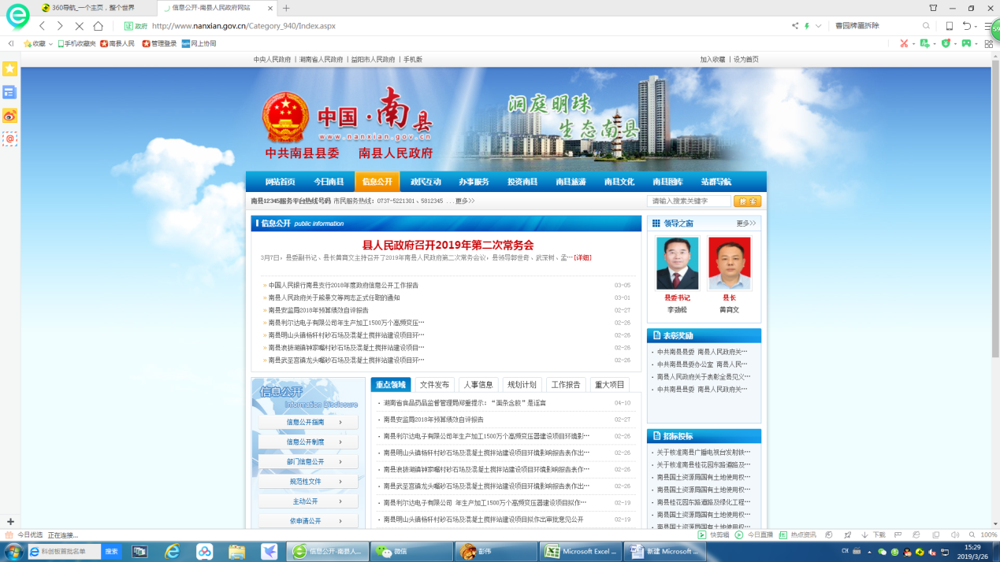 360导航_一个主页，整个世界
信息公开-南县人民政府网站
政府 http://www.nanxian.gov.cn/Category_940/Index.aspx
曹园牌匾拆除
收藏 手机收藏夹 南县人民 管理登录 网上协同
中央人民政府 | 湖南省人民政府 | 益阳市人民政府 | 手机版
加入收藏 | 设为首页
中国·南县
www.nanxian.gov.cn
中共南县县委 南县人民政府
洞庭明珠
生态南县
网站首页 今日南县 信息公开 政民互动 办事服务 投资南县 南县旅游 南县文化 南县图库 站群导航
南县12345服务平台热线号码 市民服务热线：0737-5221301、5812345 ...更多>>
请输入搜索关键字 搜 索
信息公开 public information
县人民政府召开2019年第二次常务会
3月7日，县委副书记、县长黄育文主持召开了2019年南县人民政府第二次常务会议，县领导郭世奇、武深树、孟…[详细]
» 中国人民银行南县支行2018年度政府信息公开工作报告 03-05
» 南县人民政府关于熊景文等同志正式任职的通知 03-01
» 南县安监局2018年预算绩效自评报告 02-27
» 南县利尔达电子有限公司年生产加工1500万个高频变压… 02-26
» 南县明山头镇杨轩村砂石场及混凝土搅拌站建设项目环… 02-26
» 南县浪拔湖镇钟家嘴村砂石场及混凝土搅拌站建设项目… 02-26
» 南县武圣宫镇龙头嘴砂石场及混凝土搅拌站建设项目环… 02-26
领导之窗 更多>>
县委书记 县长
李劲松 黄育文
表彰奖励
· 中共南县县委 南县人民政府关…
· 中共南县县委办公室 南县人民…
· 南县人民政府关于表彰全县见义…
· 中共南县县委 南县人民政府关…
信息公开
Information Disclosure
信息公开指南 ›
信息公开制度 ›
部门信息公开 ›
规范性文件 ›
主动公开 ›
依申请公开 ›
重点领域 文件发布 人事信息 规划计划 工作报告 重大项目
· 湖南省食品药品监督管理局郑重提示：“面条含胶”是谣言 04-10
· 南县安监局2018年预算绩效自评报告 02-27
· 南县利尔达电子有限公司年生产加工1500万个高频变压器建设项目环境影… 02-26
· 南县明山头镇杨轩村砂石场及混凝土搅拌站建设项目环境影响报告表作出… 02-26
· 南县浪拔湖镇钟家嘴村砂石场及混凝土搅拌站建设项目环境影响报告表作… 02-26
· 南县武圣宫镇龙头嘴砂石场及混凝土搅拌站建设项目环境影响报告表作出… 02-26
· 南县利尔达电子有限公司 年生产加工1500万个高频变压器建设项目拟作… 02-19
· 南县明山头镇杨轩村砂石场及混凝土搅拌站建设项目拟作出审批意见公开 02-19
招标投标
· 关于核准南县广播电视台发射铁…
· 关于核准南县桂花园东路道路及…
· 南县国土资源局国有土地使用权…
· 南县国土资源局国有土地使用权…
· 南县桂花园东路道路及绿化工程…
· 南县国土资源局国有土地使用权…
· 南县国土资源局国有土地使用权…
今日优选 正在连接...
快剪辑 今日直播 热点资讯 下载 100%
科创板首批名单 搜索
信息公开-南县人...
微信
彭伟
Microsoft Excel ...
新建 Microsoft ...
CH
15:29
2019/3/26